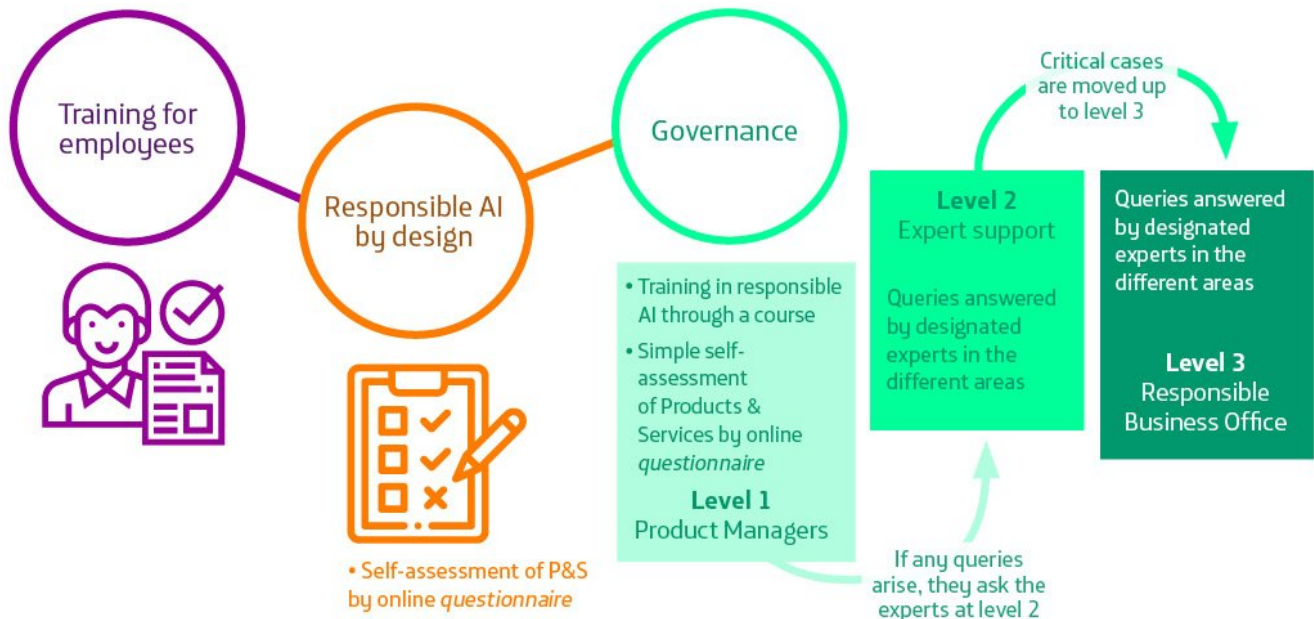 Training for
employees
Responsible AI
by design
• Self-assessment of P&S
by online questionnaire
Governance
• Training in responsible
AI through a course
• Simple self-
assessment
of Products &
Services by online
questionnaire
Level 1
Product Managers
If any queries
arise, they ask the
experts at level 2
Level 2
Expert support
Queries answered
by designated
experts in the
different areas
Critical cases
are moved up
to level 3
Queries answered
by designated
experts in the
different areas
Level 3
Responsible
Business Office